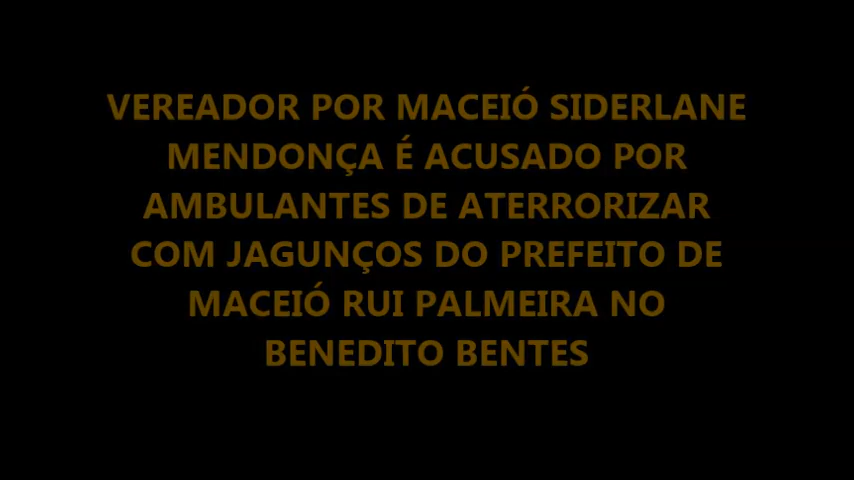 VEREADOR POR MACEIÓ SIDERLANE
MENDONÇA É ACUSADO POR
AMBULANTES DE ATERRORIZAR
COM JAGUNÇOS DO PREFEITO DE
MACEIÓ RUI PALMEIRA NO
BENEDITO BENTES